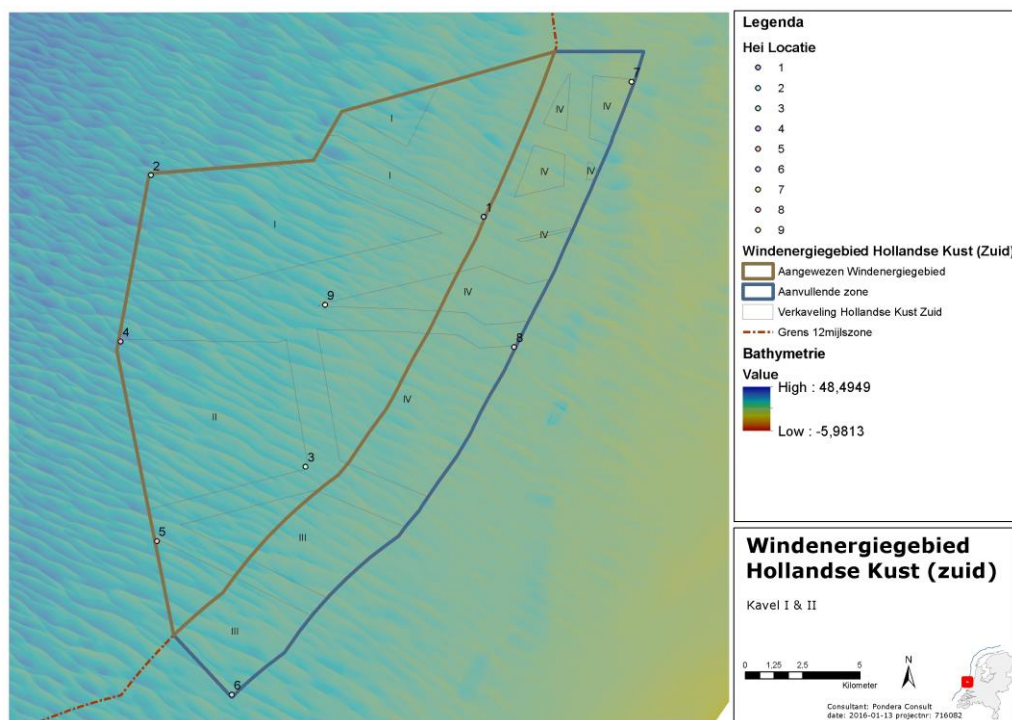 7
IV
IV
I
I
2
IV
IV
1
I
IV
IV
9
4
8
IV
II
3
5
III
III
6
Legenda
Hei Locatie
1
2
3
4
5
6
7
8
9
Windenergiegebied Hollandse Kust (Zuid)
Aangewezen Windenergiegebied
Aanvullende zone
Verkaveling Hollandse Kust Zuid
Grens 12mijlszone
Bathymetrie
Value
High : 48,4949
Low : -5,9813
Windenergiegebied
Hollandse Kust (zuid)
Kavel I & II
0 1,25 2,5 5
Kilometer
N
Consultant: Pondera Consult
date: 2016-01-13 projectnr: 716082